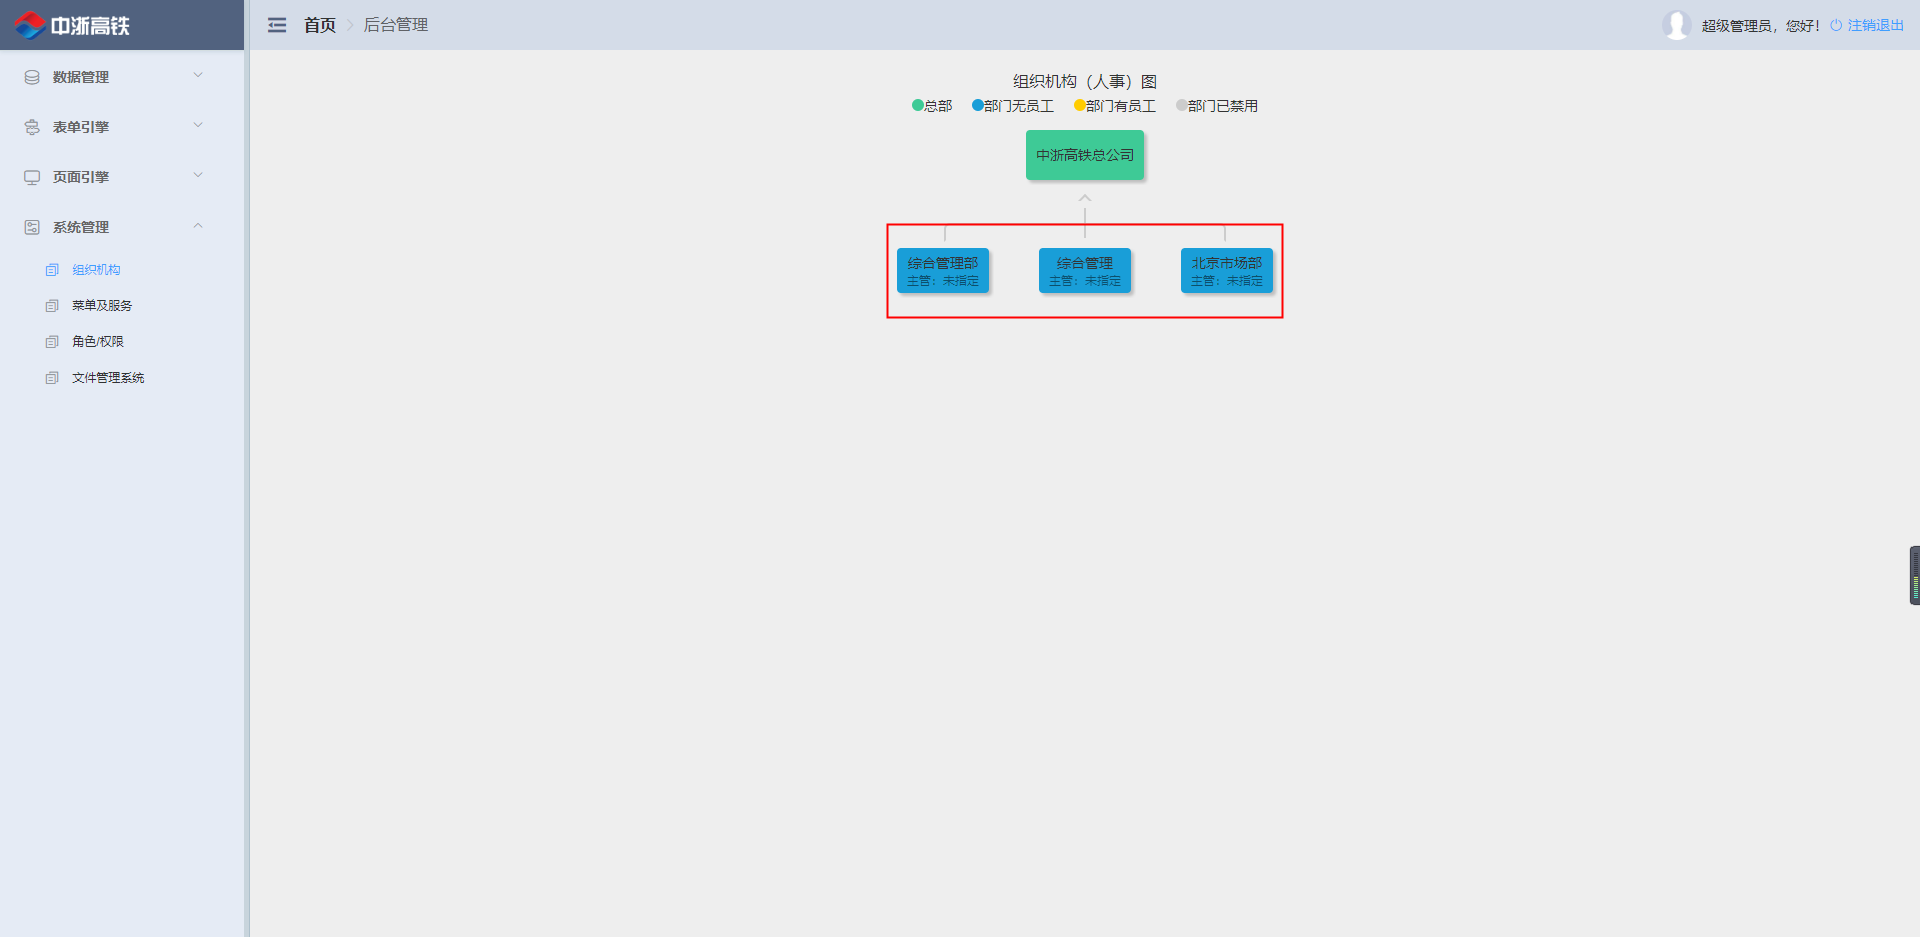 中浙高铁
首页
后台管理
超级管理员，您好！
注销退出
数据管理
表单引擎
页面引擎
系统管理
组织机构
菜单及服务
角色/权限
文件管理系统
组织机构（人事）图
总部 部门无员工 部门有员工 部门已禁用
中浙高铁总公司
综合管理部
主管：未指定
综合管理
主管：未指定
北京市场部
主管：未指定